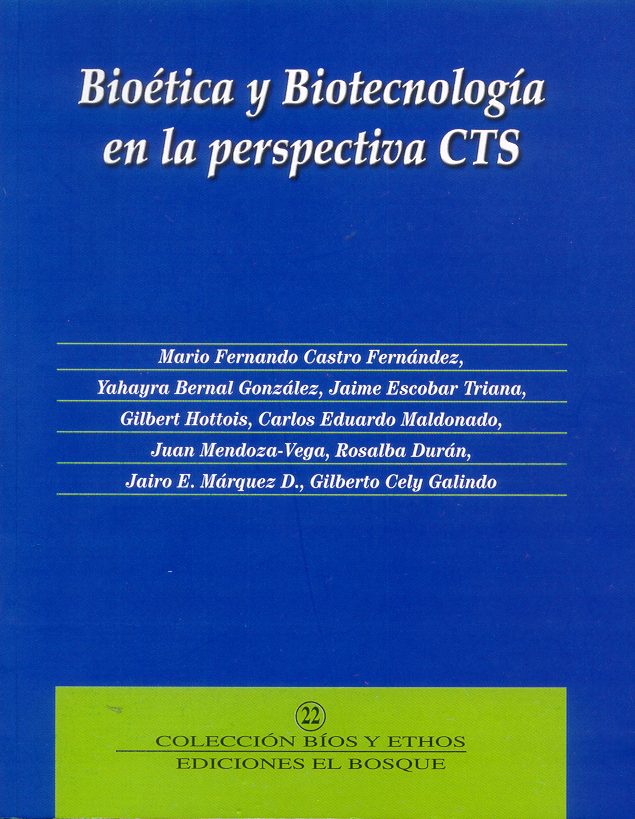 Bioética y Biotecnología
en la perspectiva CTS
Mario Fernando Castro Fernández,
Yahayra Bernal González, Jaime Escobar Triana,
Gilbert Hottois, Carlos Eduardo Maldonado,
Juan Mendoza-Vega, Rosalba Durán,
Jairo E. Márquez D., Gilberto Cely Galindo
22
COLECCIÓN BÍOS Y ETHOS
EDICIONES EL BOSQUE